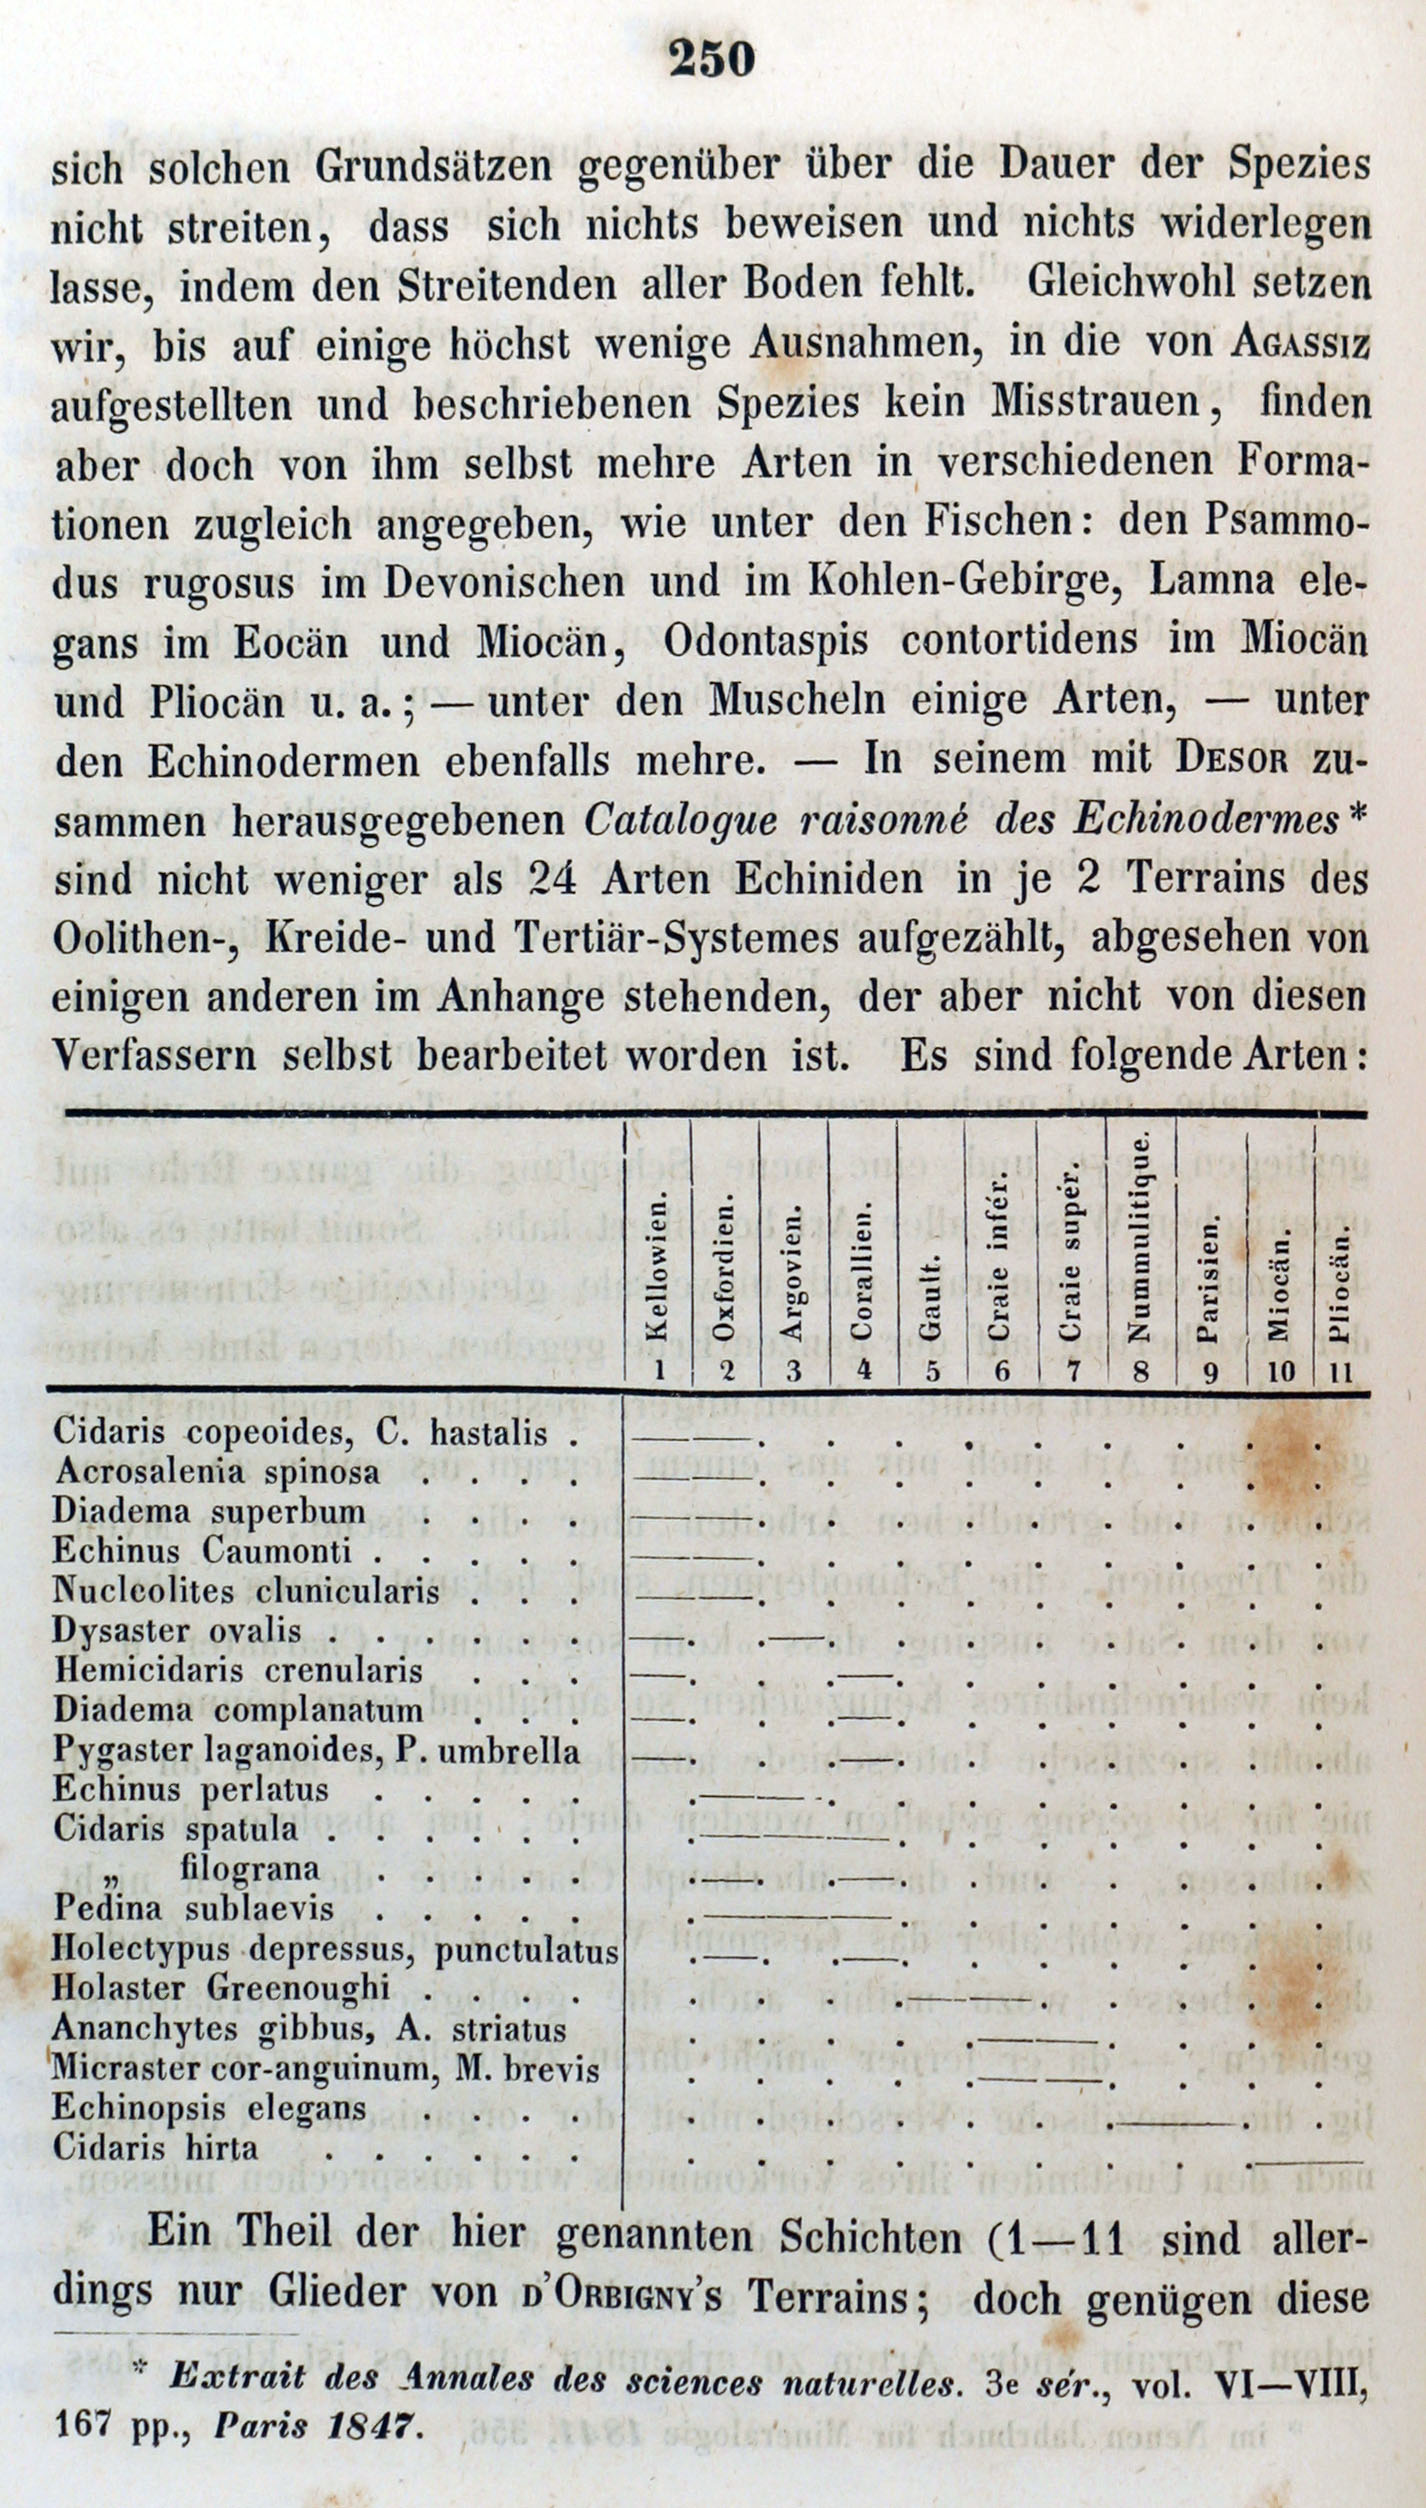 250
sich solchen Grundsätzen gegenüber über die Dauer der Spezies
nicht streiten, dass sich nichts beweisen und nichts widerlegen
lasse, indem den Streitenden aller Boden fehlt. Gleichwohl setzen
wir, bis auf einige höchst wenige Ausnahmen, in die von AGASSIZ
aufgestellten und beschriebenen Spezies kein Misstrauen, finden
aber doch von ihm selbst mehre Arten in verschiedenen Forma-
tionen zugleich angegeben, wie unter den Fischen: den Psammo-
dus rugosus im Devonischen und im Kohlen-Gebirge, Lamna ele-
gans im Eocän und Miocän, Odontaspis contortidens im Miocän
und Pliocän u. a.; — unter den Muscheln einige Arten, — unter
den Echinodermen ebenfalls mehre. — In seinem mit DESOR zu-
sammen herausgegebenen Catalogue raisonné des Echinodermes *
sind nicht weniger als 24 Arten Echiniden in je 2 Terrains des
Oolithen-, Kreide- und Tertiär-Systemes aufgezählt, abgesehen von
einigen anderen im Anhange stehenden, der aber nicht von diesen
Verfassern selbst bearbeitet worden ist. Es sind folgende Arten:
Kellowien. Oxfordien. Argovien. Corallien. Gault. Craie infér. Craie supér. Nummulitique. Parisien. Miocän. Pliocän.
1 2 3 4 5 6 7 8 9 10 11
Cidaris copeoides, C. hastalis . — — . . . . . . . . .
Acrosalenia spinosa . . . . — — . . . . . . . . .
Diadema superbum . . . . — — . . . . . . . . .
Echinus Caumonti . . . . . — — . . . . . . . . .
Nucleolites clunicularis . . . — — . . . . . . . . .
Dysaster ovalis . . . . . . — . . — . . . . . . . .
Hemicidaris crenularis . . . — . . . — . . . . . . .
Diadema complanatum . . . — . . . — . . . . . . .
Pygaster laganoides, P. umbrella — . . . — . . . . . . .
Echinus perlatus . . . . . . — — . . . . . . . .
Cidaris spatula . . . . . . . — — — . . . . . . .
„ filograna . . . . . . — . . — . . . . . . .
Pedina sublaevis . . . . . . — — — . . . . . . .
Holectypus depressus, punctulatus . — . . — . . . . . . .
Holaster Greenoughi . . . . . . . . — — . . . . .
Ananchytes gibbus, A. striatus . . . . . — — . . . .
Micraster cor-anguinum, M. brevis . . . . . — — . . . .
Echinopsis elegans . . . . . . . . . . . — — . .
Cidaris hirta . . . . . . . . . . . . . . . — —
Ein Theil der hier genannten Schichten (1—11 sind aller-
dings nur Glieder von D'ORBIGNY'S Terrains; doch genügen diese
* Extrait des Annales des sciences naturelles. 3e sér., vol. VI—VIII,
167 pp., Paris 1847.